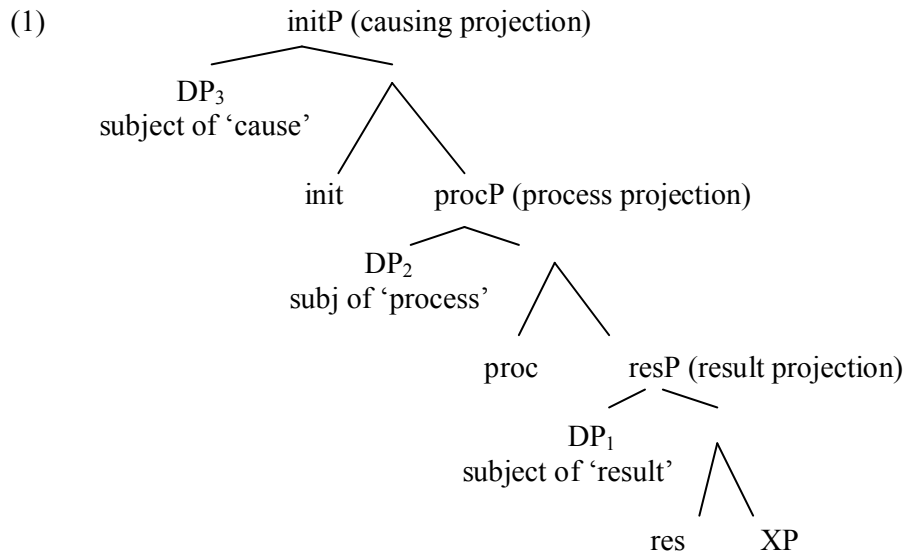 (1) initP (causing projection)
DP₃
subject of ‘cause’
init procP (process projection)
DP₂
subj of ‘process’
proc resP (result projection)
DP₁
subject of ‘result’
res XP